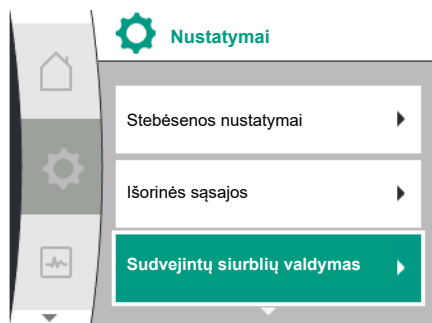 Nustatymai
Stebėsenos nustatymai
Išorinės sąsajos
Sudvejintų siurblių valdymas